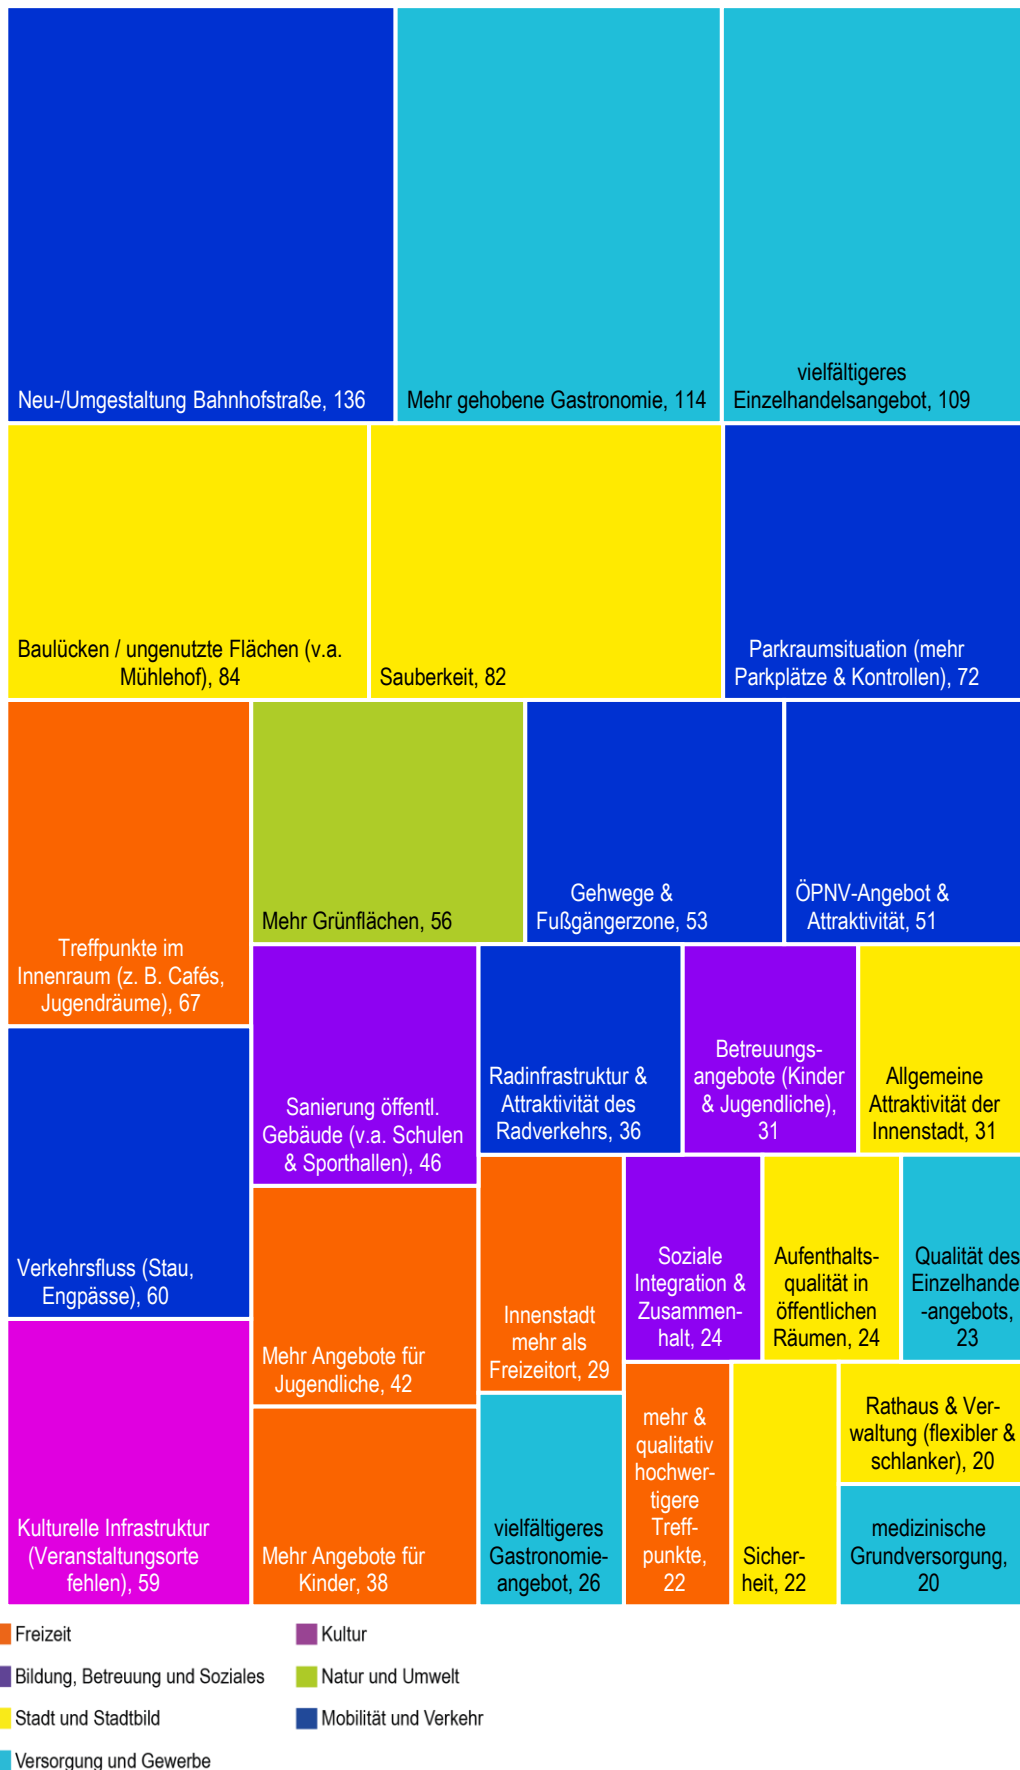 Neu-/Umgestaltung Bahnhofstraße, 136
Mehr gehobene Gastronomie, 114
vielfältigeres
Einzelhandelsangebot, 109
Baulücken / ungenutzte Flächen (v.a.
Mühlehof), 84
Sauberkeit, 82
Parkraumsituation (mehr
Parkplätze & Kontrollen), 72
Treffpunkte im
Innenraum (z. B. Cafés,
Jugendräume), 67
Mehr Grünflächen, 56
Gehwege &
Fußgängerzone, 53
ÖPNV-Angebot &
Attraktivität, 51
Verkehrsfluss (Stau,
Engpässe), 60
Sanierung öffentl.
Gebäude (v.a. Schulen
& Sporthallen), 46
Radinfrastruktur &
Attraktivität des
Radverkehrs, 36
Betreuungs-
angebote (Kinder
& Jugendliche),
31
Allgemeine
Attraktivität der
Innenstadt, 31
Kulturelle Infrastruktur
(Veranstaltungsorte
fehlen), 59
Mehr Angebote für
Jugendliche, 42
Mehr Angebote für
Kinder, 38
Innenstadt
mehr als
Freizeitort, 29
vielfältigeres
Gastronomie-
angebot, 26
Soziale
Integration &
Zusammen-
halt, 24
Aufenthalts-
qualität in
öffentlichen
Räumen, 24
Qualität des
Einzelhande
-angebots,
23
mehr &
qualitativ
hochwer-
tigere
Treff-
punkte,
22
Sicher-
heit, 22
Rathaus & Ver-
waltung (flexibler &
schlanker), 20
medizinische
Grundversorgung,
20
Freizeit
Kultur
Bildung, Betreuung und Soziales
Natur und Umwelt
Stadt und Stadtbild
Mobilität und Verkehr
Versorgung und Gewerbe